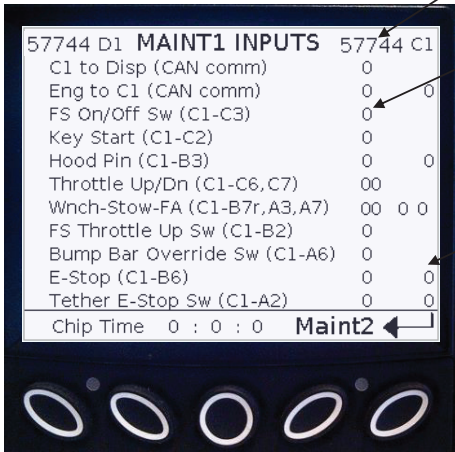 57744 D1 MAINT1 INPUTS 57744 C1
C1 to Disp (CAN comm) 0
Eng to C1 (CAN comm) 0 0
FS On/Off Sw (C1-C3) 0
Key Start (C1-C2) 0
Hood Pin (C1-B3) 0 0
Throttle Up/Dn (C1-C6,C7) 00
Wnch-Stow-FA (C1-B7r,A3,A7) 00 0 0
FS Throttle Up Sw (C1-B2) 0
Bump Bar Override Sw (C1-A6) 0
E-Stop (C1-B6) 0 0
Tether E-Stop Sw (C1-A2) 0 0
Chip Time 0 : 0 : 0 Maint2